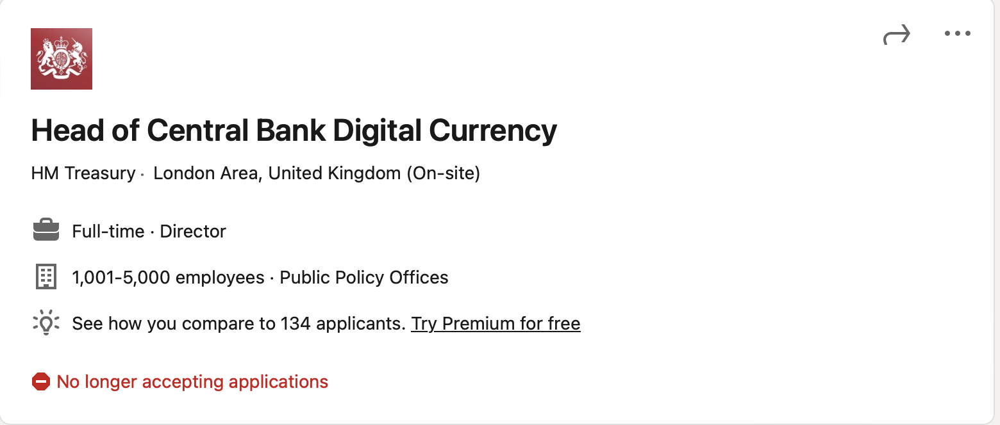 Head of Central Bank Digital Currency
HM Treasury · London Area, United Kingdom (On-site)
Full-time · Director
1,001-5,000 employees · Public Policy Offices
See how you compare to 134 applicants. Try Premium for free
No longer accepting applications